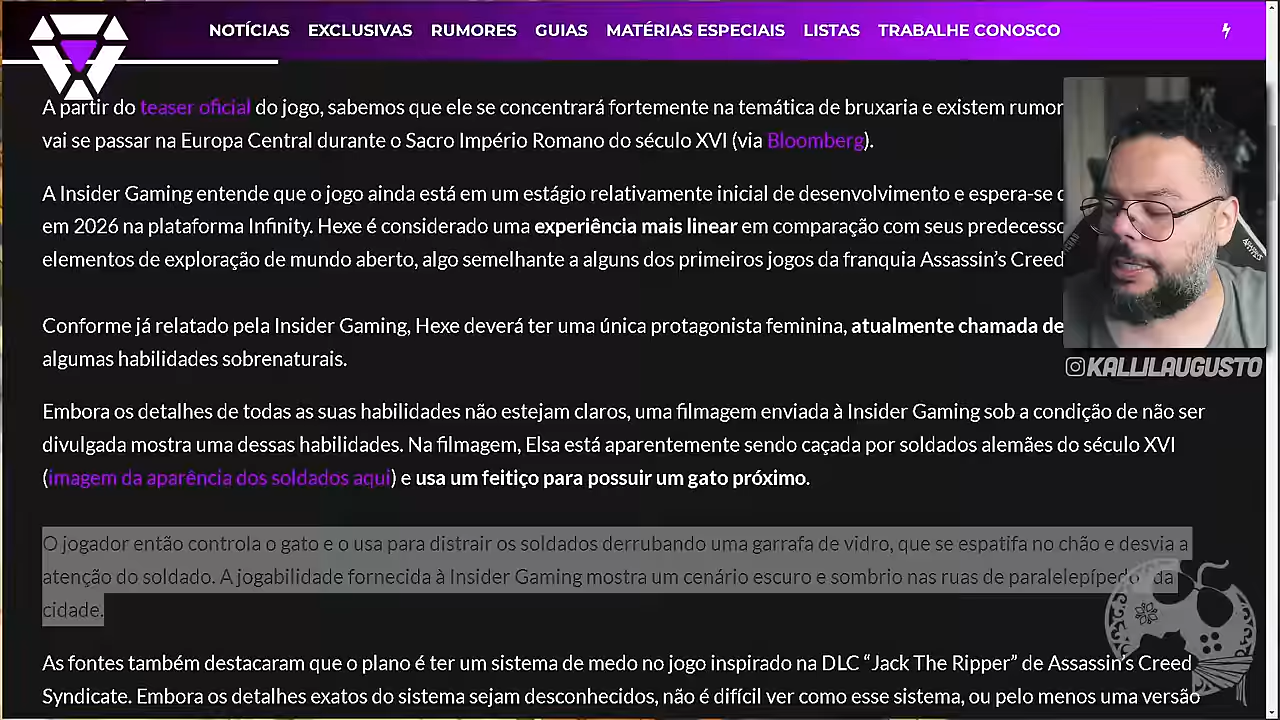 NOTÍCIAS EXCLUSIVAS RUMORES GUIAS MATÉRIAS ESPECIAIS LISTAS TRABALHE CONOSCO
A partir do teaser oficial do jogo, sabemos que ele se concentrará fortemente na temática de bruxaria e existem rumor
vai se passar na Europa Central durante o Sacro Império Romano do século XVI (via Bloomberg).
A Insider Gaming entende que o jogo ainda está em um estágio relativamente inicial de desenvolvimento e espera-se
em 2026 na plataforma Infinity. Hexe é considerado uma experiência mais linear em comparação com seus predecesso
elementos de exploração de mundo aberto, algo semelhante a alguns dos primeiros jogos da franquia Assassin's Creed
Conforme já relatado pela Insider Gaming, Hexe deverá ter uma única protagonista feminina, atualmente chamada de
algumas habilidades sobrenaturais.
KALLILAUGUSTO
Embora os detalhes de todas as suas habilidades não estejam claros, uma filmagem enviada à Insider Gaming sob a condição de não ser
divulgada mostra uma dessas habilidades. Na filmagem, Elsa está aparentemente sendo caçada por soldados alemães do século XVI
(imagem da aparência dos soldados aqui) e usa um feitiço para possuir um gato próximo.
O jogador então controla o gato e o usa para distrair os soldados derrubando uma garrafa de vidro, que se espatifa no chão e desvia a
atenção do soldado. A jogabilidade fornecida à Insider Gaming mostra um cenário escuro e sombrio nas ruas de paralelepípedo da
cidade.
As fontes também destacaram que o plano é ter um sistema de medo no jogo inspirado na DLC “Jack The Ripper” de Assassin's Creed
Syndicate. Embora os detalhes exatos do sistema sejam desconhecidos, não é difícil ver como esse sistema, ou pelo menos uma versão